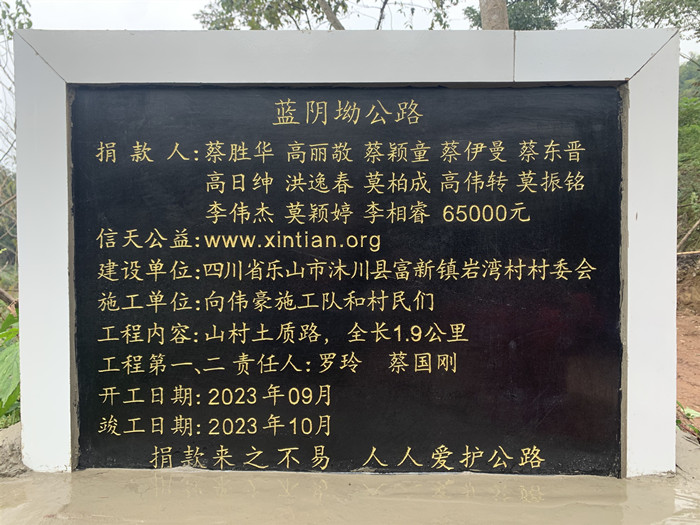 蓝阴坳公路
捐款人:蔡胜华 高丽敬 蔡颖童 蔡伊曼 蔡东晋
高日绅 洪逸春 莫柏成 高伟转 莫振铭
李伟杰 莫颖婷 李相睿 65000元
信天公益:www.xintian.org
建设单位:四川省乐山市沐川县富新镇岩湾村村委会
施工单位:向伟豪施工队和村民们
工程内容:山村土质路，全长1.9公里
工程第一、二责任人:罗玲 蔡国刚
开工日期:2023年09月
竣工日期:2023年10月
捐款来之不易 人人爱护公路